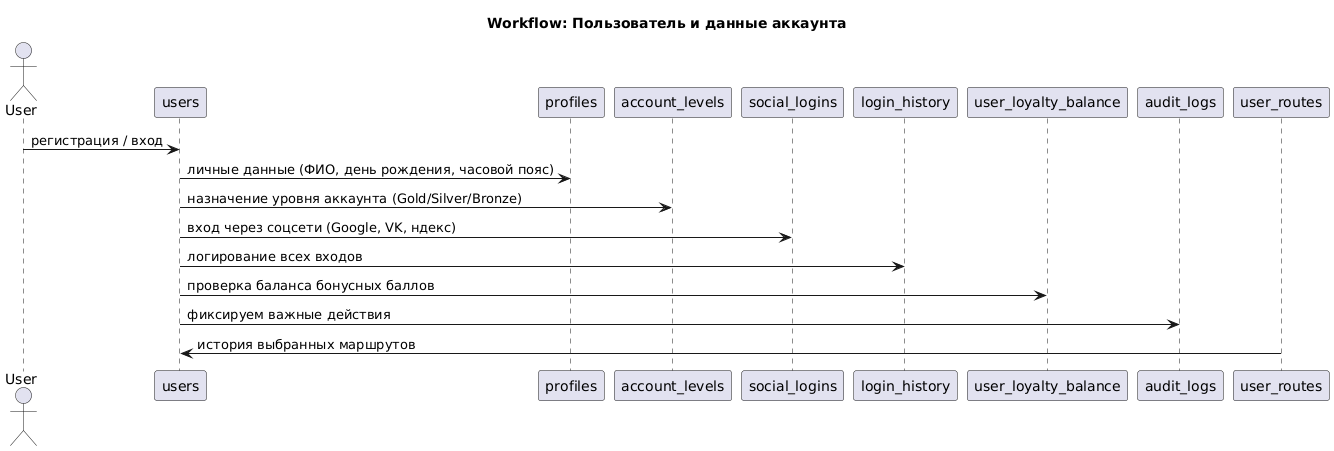 Workflow: Пользователь и данные аккаунта
User
users
profiles
account_levels
social_logins
login_history
user_loyalty_balance
audit_logs
user_routes
регистрация / вход
личные данные (ФИО, день рождения, часовой пояс)
назначение уровня аккаунта (Gold/Silver/Bronze)
вход через соцсети (Google, VK, ндекс)
логирование всех входов
проверка баланса бонусных баллов
фиксируем важные действия
история выбранных маршрутов
User
users
profiles
account_levels
social_logins
login_history
user_loyalty_balance
audit_logs
user_routes